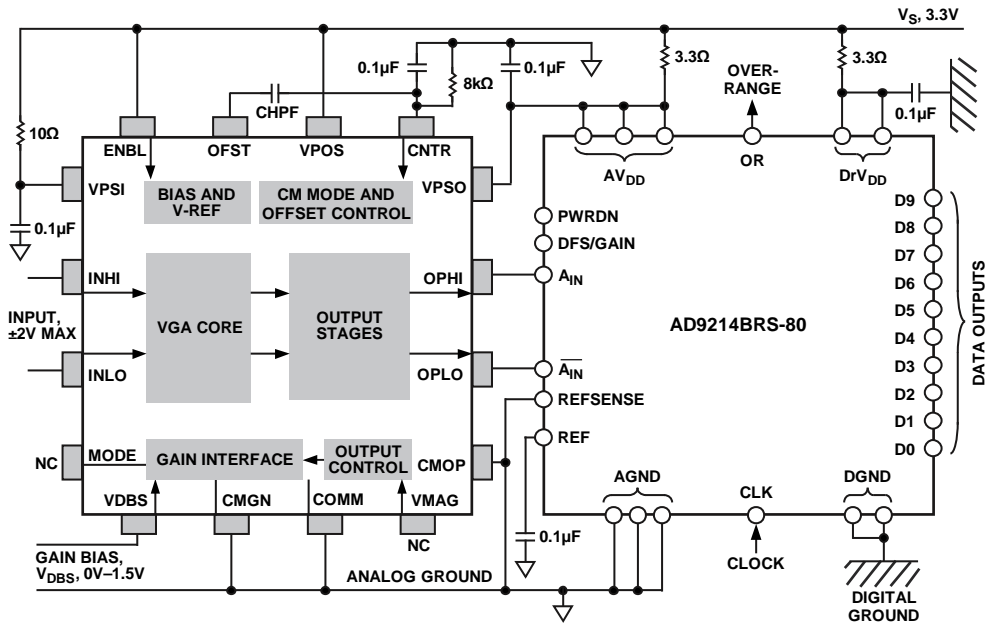 V_S, 3.3V
0.1µF
8kΩ
0.1µF
3.3Ω
OVER-
RANGE
3.3Ω
0.1µF
CHPF
10Ω
ENBL
OFST
VPOS
CNTR
AV_DD
OR
DrV_DD
VPSI
BIAS AND
V-REF
CM MODE AND
OFFSET CONTROL
VPSO
0.1µF
PWRDN
DFS/GAIN
INHI
OPHI
A_IN
INPUT,
±2V MAX
VGA CORE
OUTPUT
STAGES
AD9214BRS-80
INLO
OPLO
A̅_I̅N̅
REFSENSE
REF
D9
D8
D7
D6
D5
D4
D3
D2
D1
D0
DATA OUTPUTS
NC
MODE
GAIN INTERFACE
OUTPUT
CONTROL
CMOP
VDBS
CMGN
COMM
VMAG
NC
AGND
CLK
DGND
0.1µF
CLOCK
GAIN BIAS,
V_DBS, 0V–1.5V
ANALOG GROUND
DIGITAL
GROUND